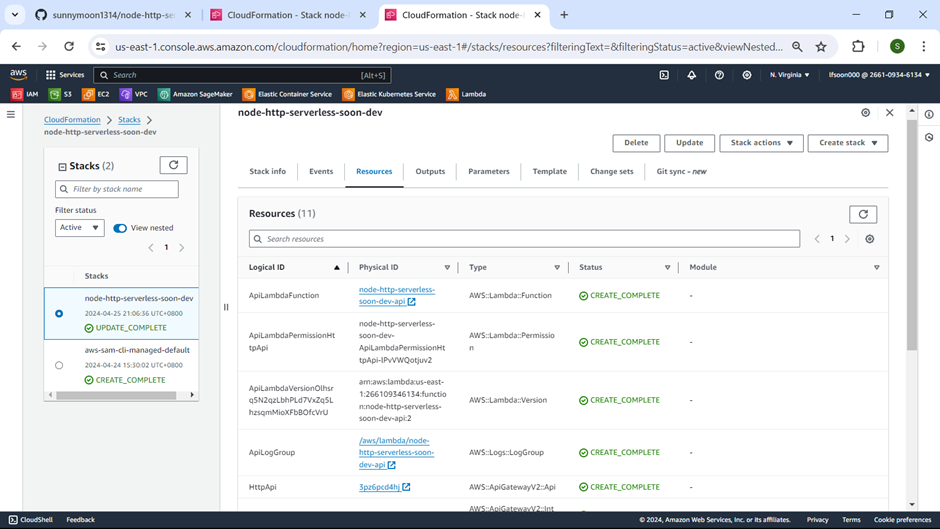 sunnymoon1314/node-http-ser
CloudFormation - Stack node-
CloudFormation - Stack node-
us-east-1.console.aws.amazon.com/cloudformation/home?region=us-east-1#/stacks/resources?filteringText=&filteringStatus=active&viewNested...
S
aws
Services
Search
[Alt+S]
N. Virginia
lfsoon000 @ 2661-0934-6134
IAM
S3
EC2
VPC
Amazon SageMaker
Elastic Container Service
Elastic Kubernetes Service
Lambda
CloudFormation
Stacks
node-http-serverless-soon-dev
Stacks (2)
Filter by stack name
Filter status
Active
View nested
1
Stacks
node-http-serverless-soon-dev
2024-04-25 21:06:36 UTC+0800
UPDATE_COMPLETE
aws-sam-cli-managed-default
2024-04-24 15:30:02 UTC+0800
CREATE_COMPLETE
node-http-serverless-soon-dev
Delete
Update
Stack actions
Create stack
Stack info
Events
Resources
Outputs
Parameters
Template
Change sets
Git sync - new
Resources (11)
Search resources
1
Logical ID
Physical ID
Type
Status
Module
ApiLambdaFunction
node-http-serverless-
soon-dev-api
AWS::Lambda::Function
CREATE_COMPLETE
-
ApiLambdaPermissionHt
tpApi
node-http-serverless-
soon-dev-
ApiLambdaPermissionHt
tpApi-lPvVWQotjuv2
AWS::Lambda::Permissio
n
CREATE_COMPLETE
-
ApiLambdaVersionOlhsr
q5N2qzLbhPLd7VxZq5L
hzsqmMioXFbBOfcVrU
arn:aws:lambda:us-east-
1:266109346134:functio
n:node-http-serverless-
soon-dev-api:2
AWS::Lambda::Version
CREATE_COMPLETE
-
ApiLogGroup
/aws/lambda/node-
http-serverless-soon-
dev-api
AWS::Logs::LogGroup
CREATE_COMPLETE
-
HttpApi
3pz6pcd4hj
AWS::ApiGatewayV2::Api
CREATE_COMPLETE
-
AWS::ApiGatewayV2::Int
CloudShell
Feedback
© 2024, Amazon Web Services, Inc. or its affiliates.
Privacy
Terms
Cookie preferences